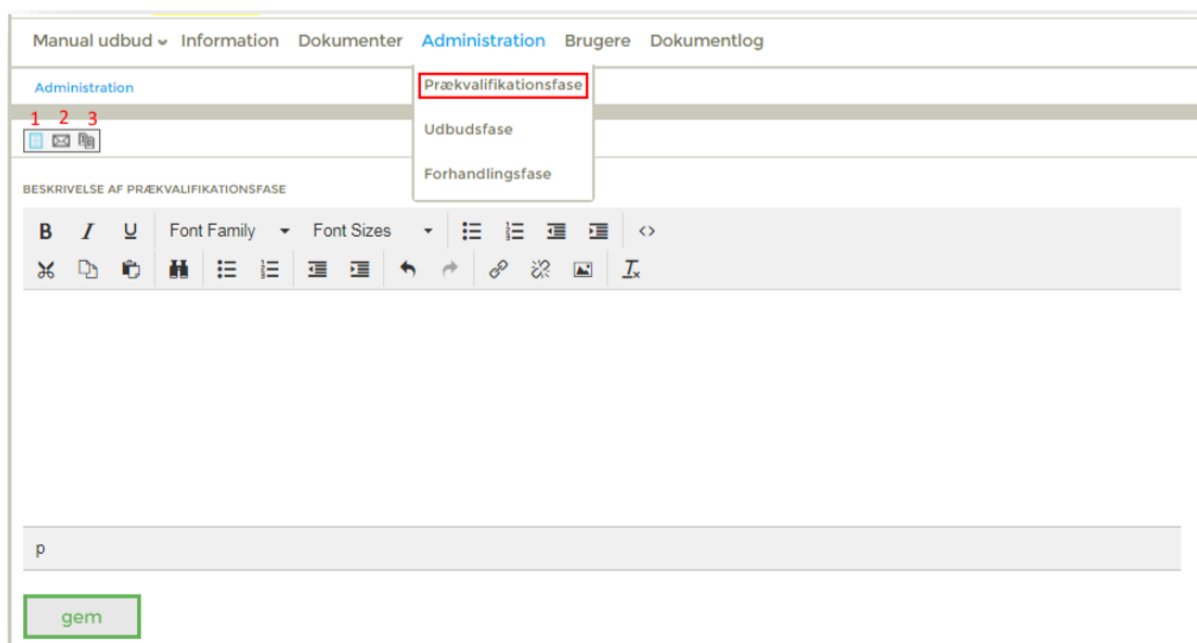 Manual udbud Information Dokumenter Administration Brugere Dokumentlog
Administration
Prækvalifikationsfase
1 2 3
Udbudsfase
Forhandlingsfase
BESKRIVELSE AF PRÆKVALIFIKATIONSFASE
B I U Font Family Font Sizes
p
gem